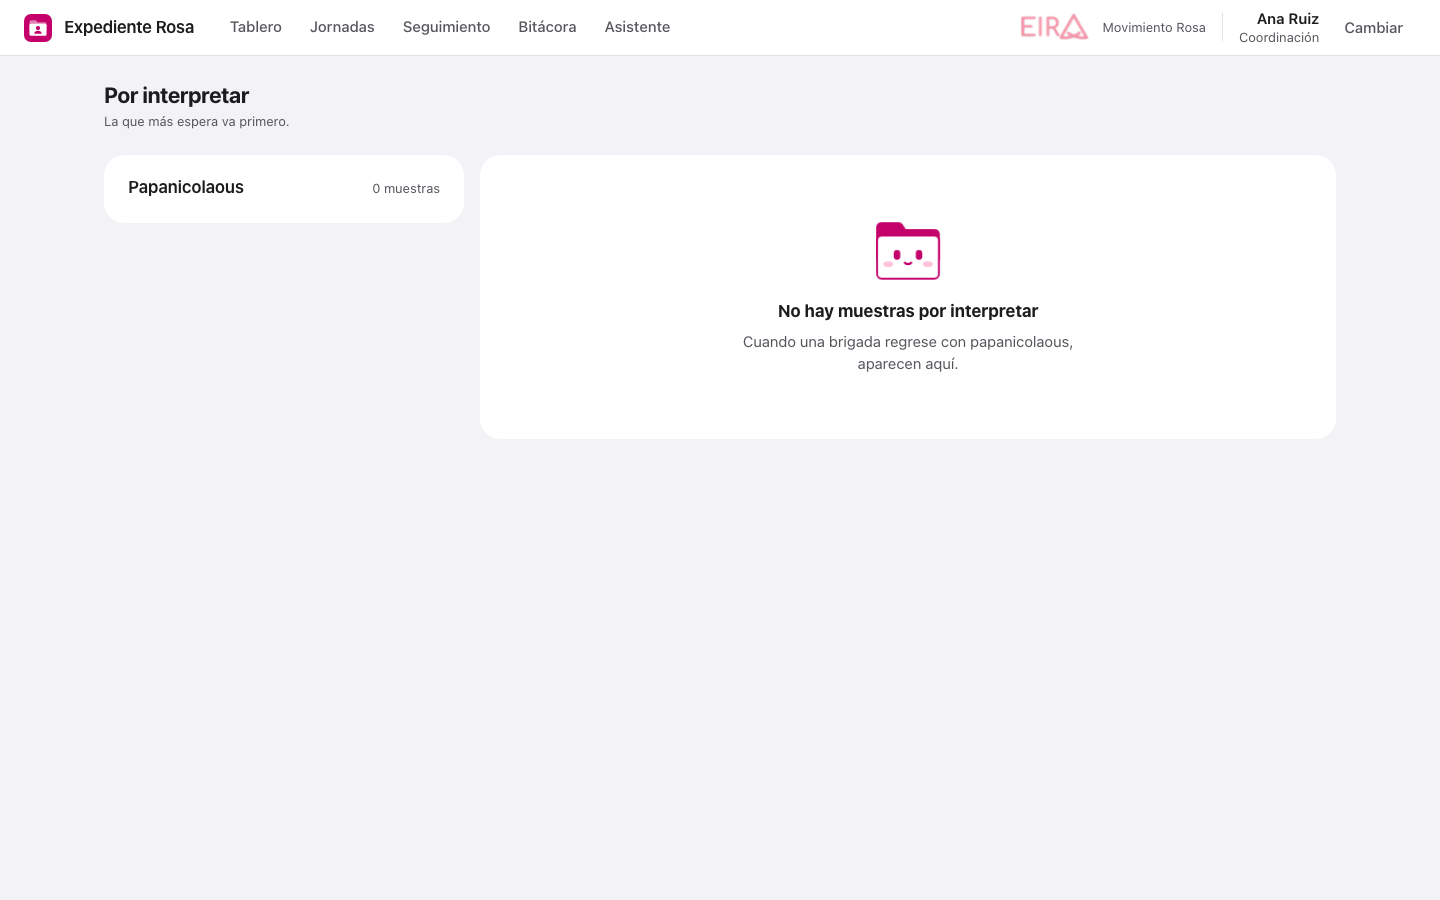 Expediente Rosa
Tablero
Jornadas
Seguimiento
Bitácora
Asistente
EIRA
Movimiento Rosa
Ana Ruiz
Coordinación
Cambiar
Por interpretar
La que más espera va primero.
Papanicolaous
0 muestras
No hay muestras por interpretar
Cuando una brigada regrese con papanicolaous,
aparecen aquí.